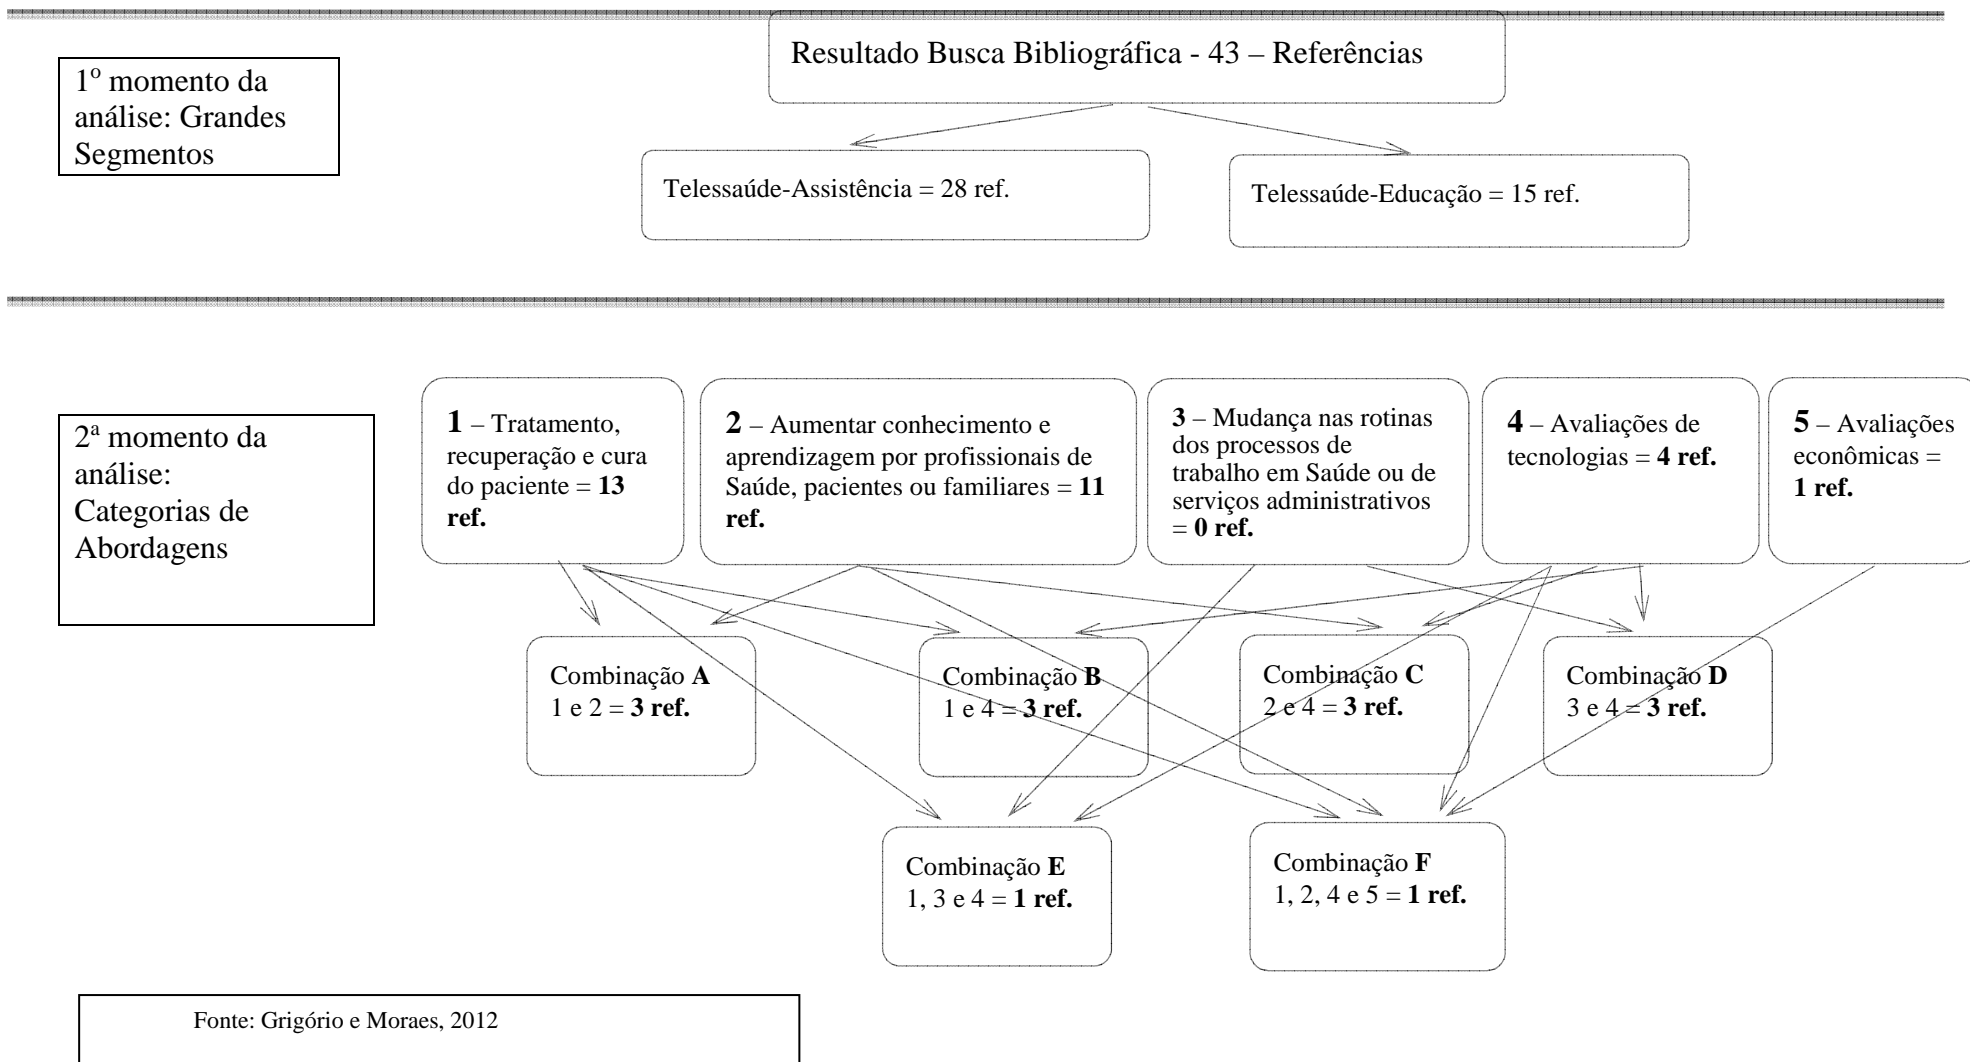 Resultado Busca Bibliográfica - 43 – Referências
1º momento da
análise: Grandes
Segmentos
Telessaúde-Assistência = 28 ref.
Telessaúde-Educação = 15 ref.
2ª momento da
análise:
Categorias de
Abordagens
1 – Tratamento,
recuperação e cura
do paciente = 13
ref.
2 – Aumentar conhecimento e
aprendizagem por profissionais de
Saúde, pacientes ou familiares = 11
ref.
3 – Mudança nas rotinas
dos processos de
trabalho em Saúde ou de
serviços administrativos
= 0 ref.
4 – Avaliações de
tecnologias = 4 ref.
5 – Avaliações
econômicas =
1 ref.
Combinação A
1 e 2 = 3 ref.
Combinação B
1 e 4 = 3 ref.
Combinação C
2 e 4 = 3 ref.
Combinação D
3 e 4 = 3 ref.
Combinação E
1, 3 e 4 = 1 ref.
Combinação F
1, 2, 4 e 5 = 1 ref.
Fonte: Grigório e Moraes, 2012